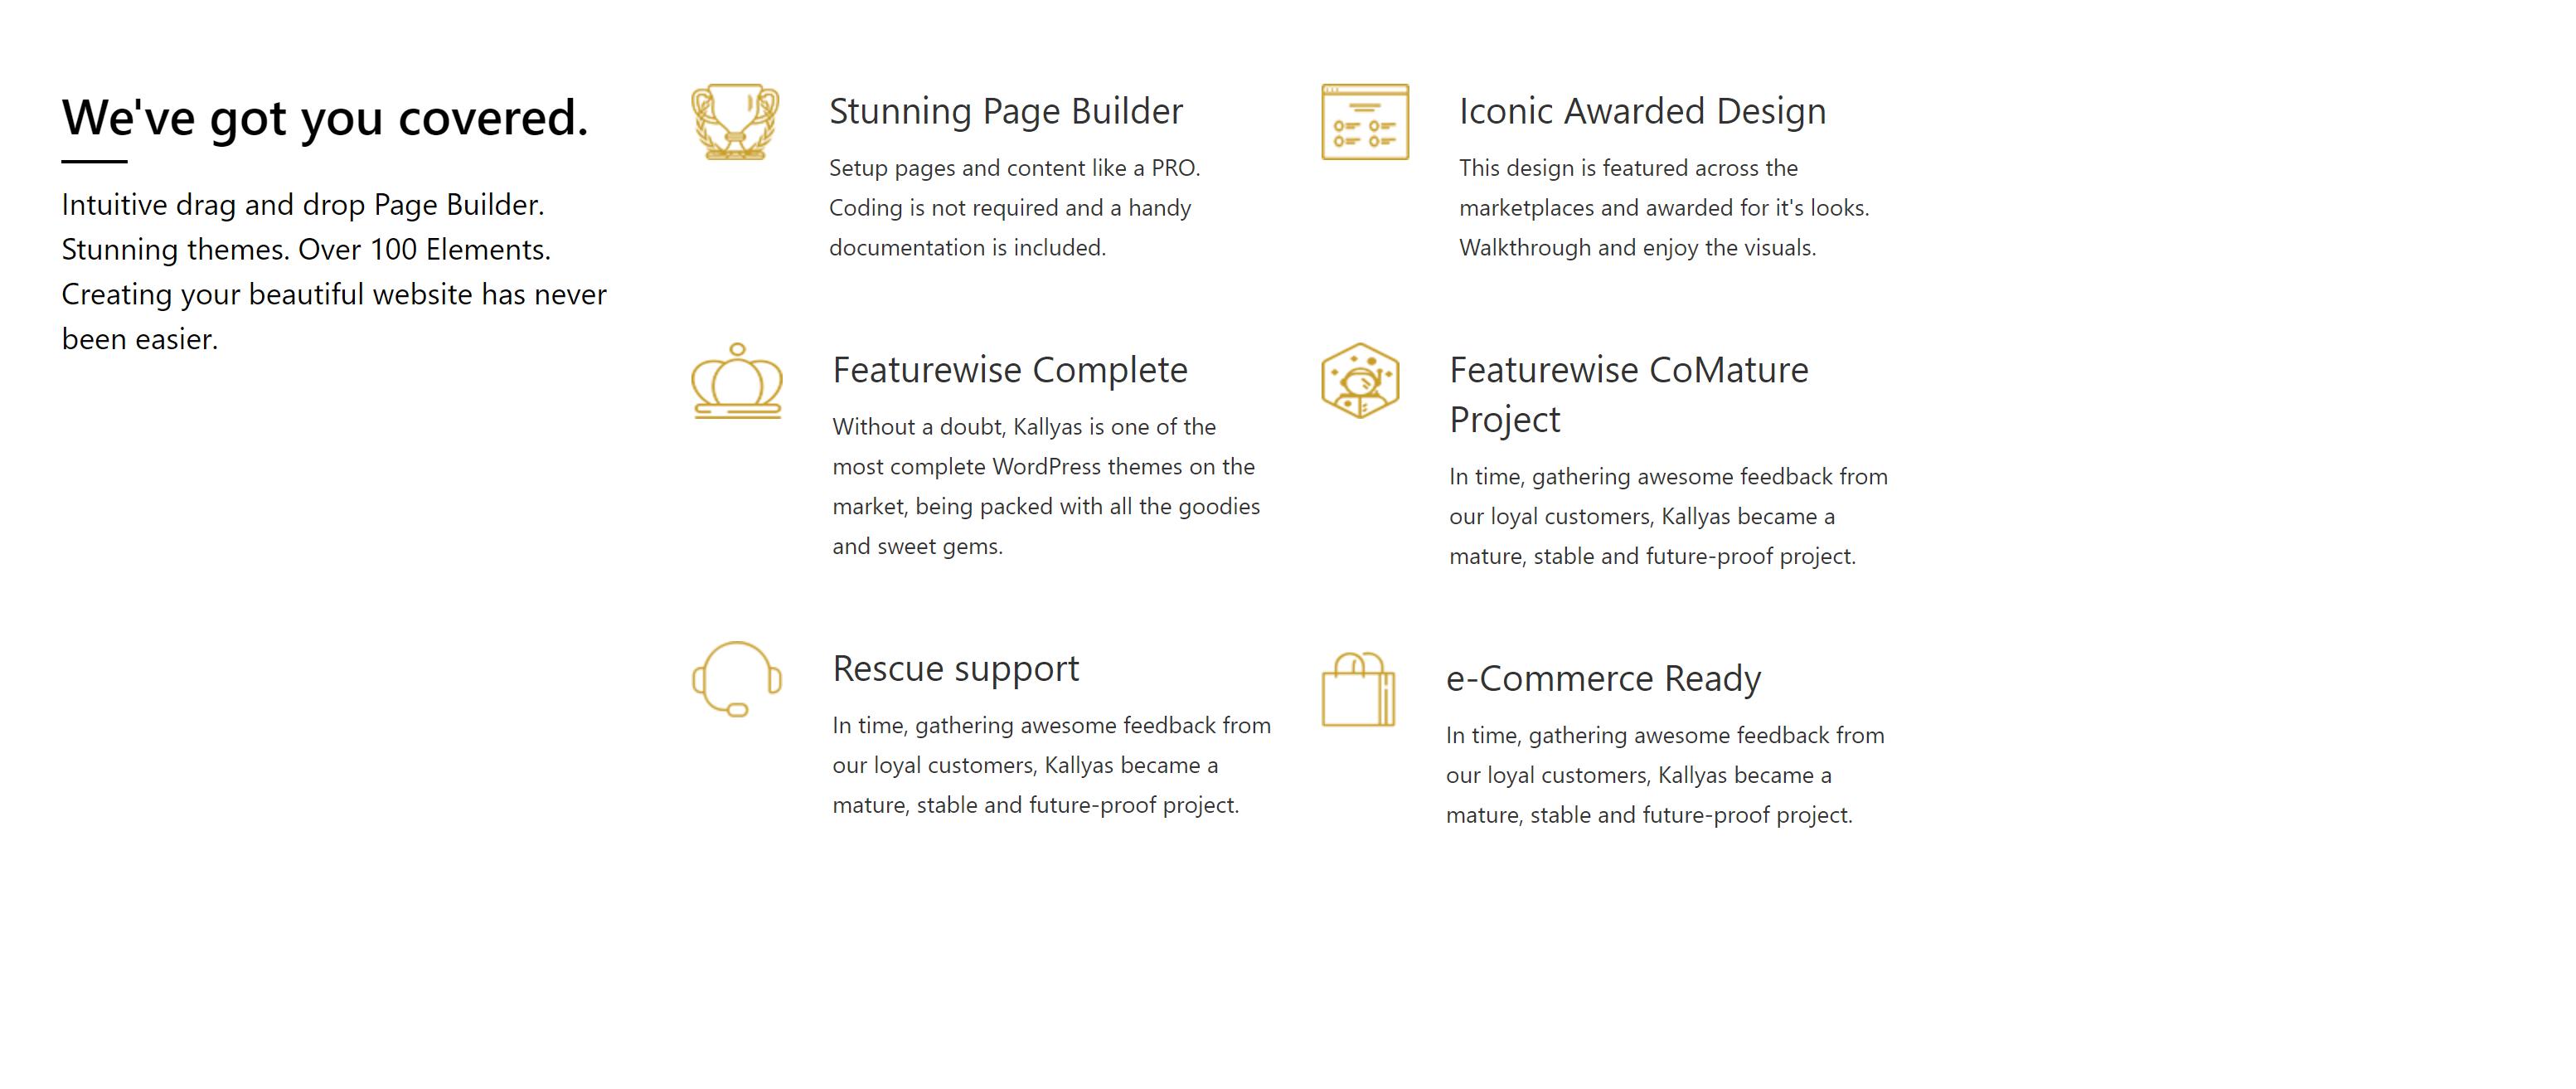 We've got you covered.
Intuitive drag and drop Page Builder.
Stunning themes. Over 100 Elements.
Creating your beautiful website has never
been easier.
Stunning Page Builder
Setup pages and content like a PRO.
Coding is not required and a handy
documentation is included.
Iconic Awarded Design
This design is featured across the
marketplaces and awarded for it's looks.
Walkthrough and enjoy the visuals.
Featurewise Complete
Without a doubt, Kallyas is one of the
most complete WordPress themes on the
market, being packed with all the goodies
and sweet gems.
Featurewise CoMature
Project
In time, gathering awesome feedback from
our loyal customers, Kallyas became a
mature, stable and future-proof project.
Rescue support
In time, gathering awesome feedback from
our loyal customers, Kallyas became a
mature, stable and future-proof project.
e-Commerce Ready
In time, gathering awesome feedback from
our loyal customers, Kallyas became a
mature, stable and future-proof project.